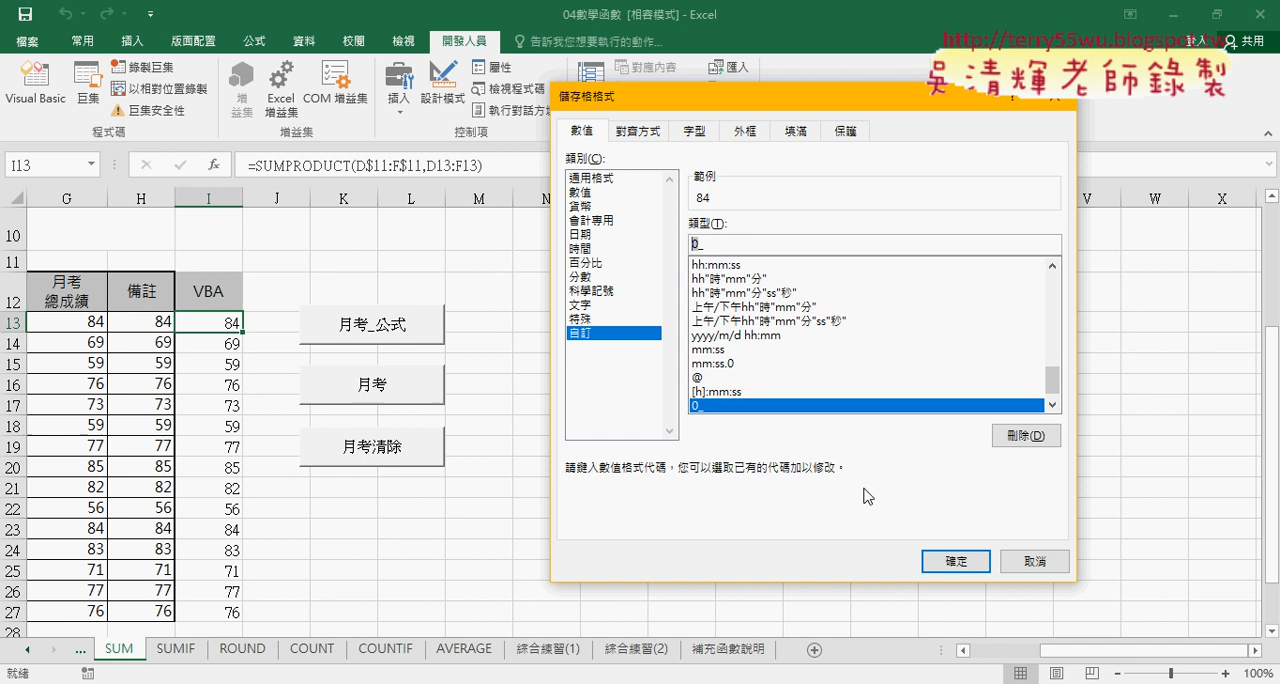 04數學函數 [相容模式] - Excel
檔案 常用 插入 版面配置 公式 資料 校閱 檢視 開發人員 告訴我您想要執行的動作... 登入 共用
http://terry55wu.blogspot.tw
吳清輝老師錄製
Visual Basic 巨集 錄製巨集 以相對位置錄製 巨集安全性 程式碼
增益集 Excel 增益集 COM 增益集 增益集
插入 設計模式 屬性 檢視程式碼 執行對話方塊 控制項
對應內容 匯入
I13 fx =SUMPRODUCT(D$11:F$11,D13:F13)
G H I J K L M N V W X
10
11
12 月考總成績 備註 VBA
13 84 84 84
14 69 69 69
15 59 59 59
16 76 76 76
17 73 73 73
18 59 59 59
19 77 77 77
20 85 85 85
21 82 82 82
22 56 56 56
23 84 84 84
24 83 83 83
25 71 71 71
26 77 77 77
27 76 76 76
28
月考_公式
月考
月考清除
儲存格格式
數值 對齊方式 字型 外框 填滿 保護
類別(C):
通用格式
數值
貨幣
會計專用
日期
時間
百分比
分數
科學記號
文字
特殊
自訂
範例
84
類型(T):
0_
hh:mm:ss
hh"時"mm"分"
hh"時"mm"分"ss"秒"
上午/下午hh"時"mm"分"
上午/下午hh"時"mm"分"ss"秒"
yyyy/m/d hh:mm
mm:ss
mm:ss.0
@
[h]:mm:ss
0_
刪除(D)
請鍵入數值格式代碼，您可以選取已有的代碼加以修改。
確定 取消
... SUM SUMIF ROUND COUNT COUNTIF AVERAGE 綜合練習(1) 綜合練習(2) 補充函數說明
就緒 100%